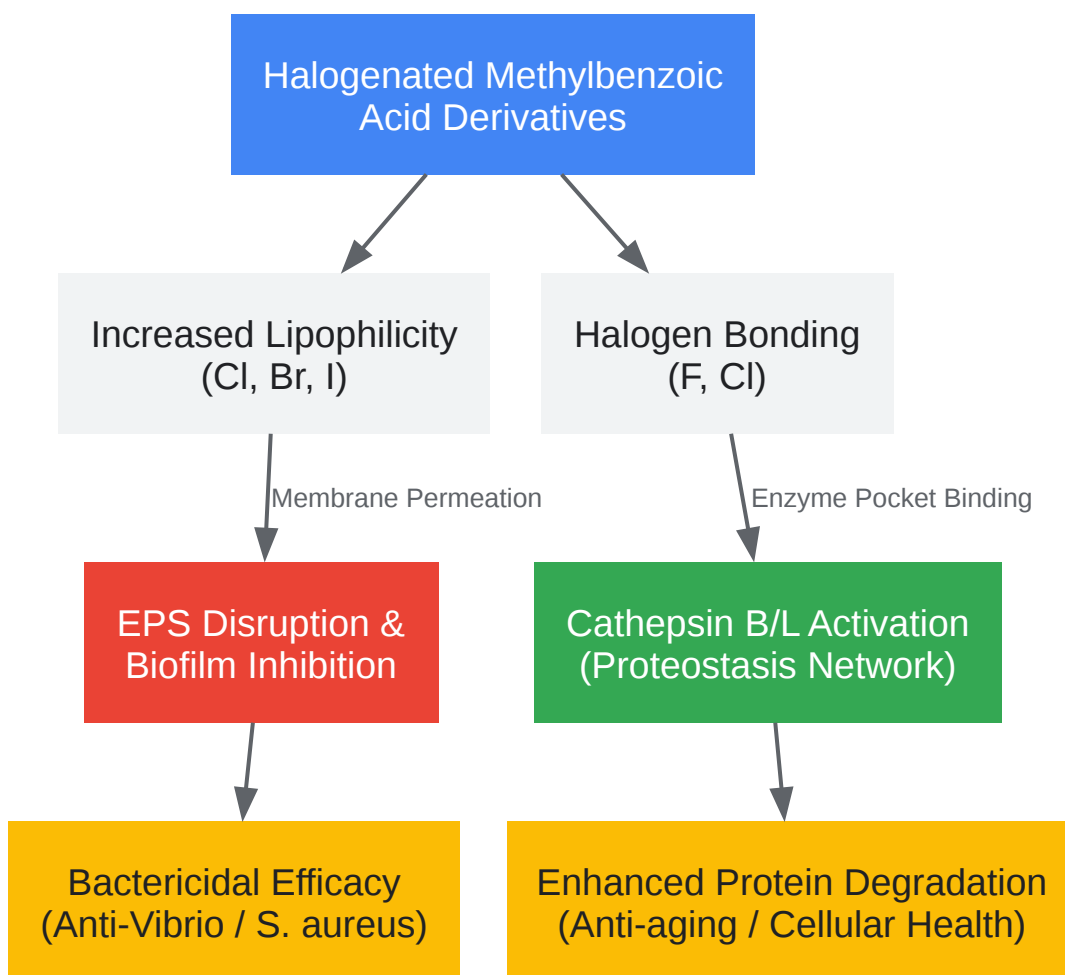 Halogenated Methylbenzoic
Acid Derivatives
Increased Lipophilicity
(Cl, Br, I)
Halogen Bonding
(F, Cl)
Membrane Permeation
Enzyme Pocket Binding
EPS Disruption &
Biofilm Inhibition
Cathepsin B/L Activation
(Proteostasis Network)
Bactericidal Efficacy
(Anti-Vibrio / S. aureus)
Enhanced Protein Degradation
(Anti-aging / Cellular Health)